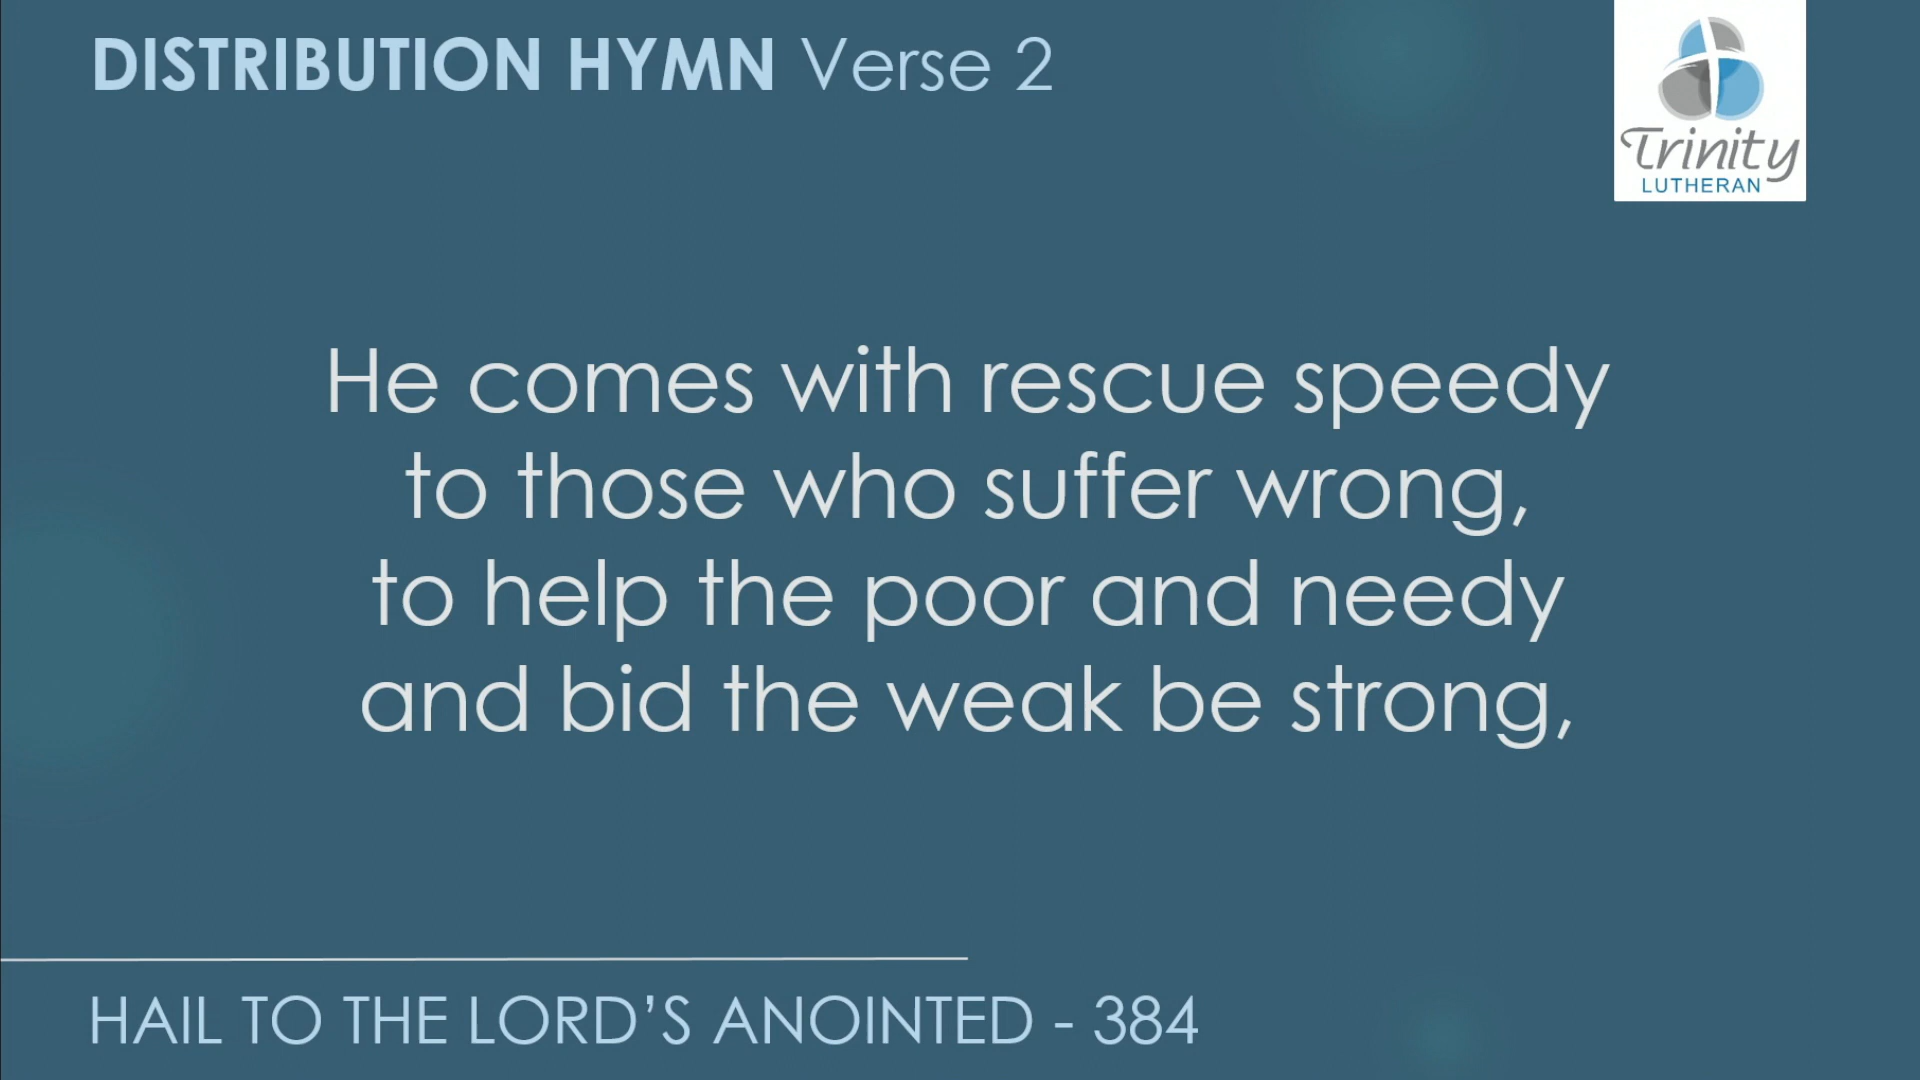 DISTRIBUTION HYMN Verse 2
Trinity
LUTHERAN
He comes with rescue speedy
to those who suffer wrong,
to help the poor and needy
and bid the weak be strong,
HAIL TO THE LORD’S ANOINTED - 384